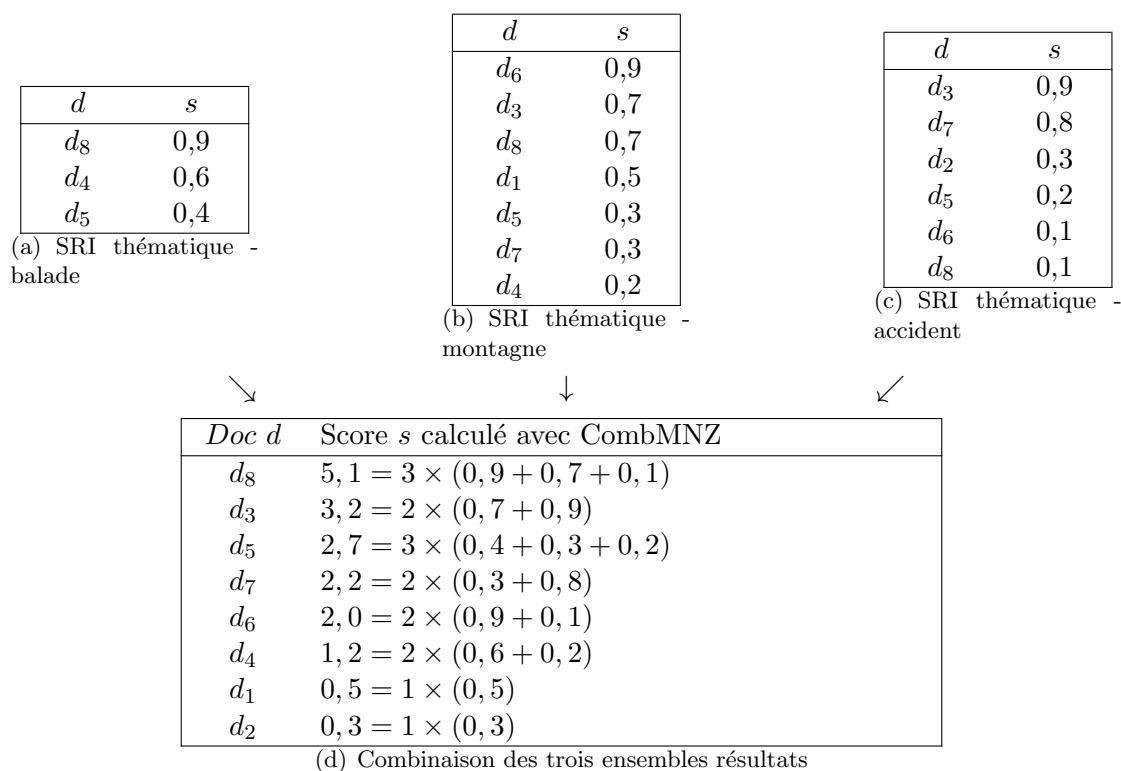 d s
d8 0,9
d4 0,6
d5 0,4
(a) SRI thématique -
balade
d s
d6 0,9
d3 0,7
d8 0,7
d1 0,5
d5 0,3
d7 0,3
d4 0,2
(b) SRI thématique -
montagne
d s
d3 0,9
d7 0,8
d2 0,3
d5 0,2
d6 0,1
d8 0,1
(c) SRI thématique -
accident
↘ ↓ ↙
Doc d Score s calculé avec CombMNZ
d8 5, 1 = 3 × (0, 9 + 0, 7 + 0, 1)
d3 3, 2 = 2 × (0, 7 + 0, 9)
d5 2, 7 = 3 × (0, 4 + 0, 3 + 0, 2)
d7 2, 2 = 2 × (0, 3 + 0, 8)
d6 2, 0 = 2 × (0, 9 + 0, 1)
d4 1, 2 = 2 × (0, 6 + 0, 2)
d1 0, 5 = 1 × (0, 5)
d2 0, 3 = 1 × (0, 3)
(d) Combinaison des trois ensembles résultats